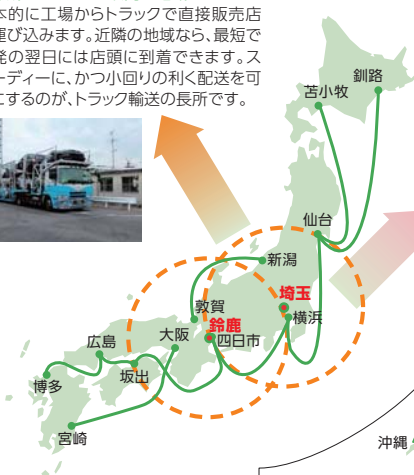 本的に工場からトラックで直接販売店
運び込みます。近隣の地域なら、最短で
発の翌日には店頭に到着できます。ス
ーディーに、かつ小回りの利く配送を可
にするのが、トラック輸送の長所です。
釧路
苫小牧
仙台
新潟
埼玉
敦賀
横浜
鈴鹿
大阪
四日市
広島
坂出
博多
宮崎
沖縄